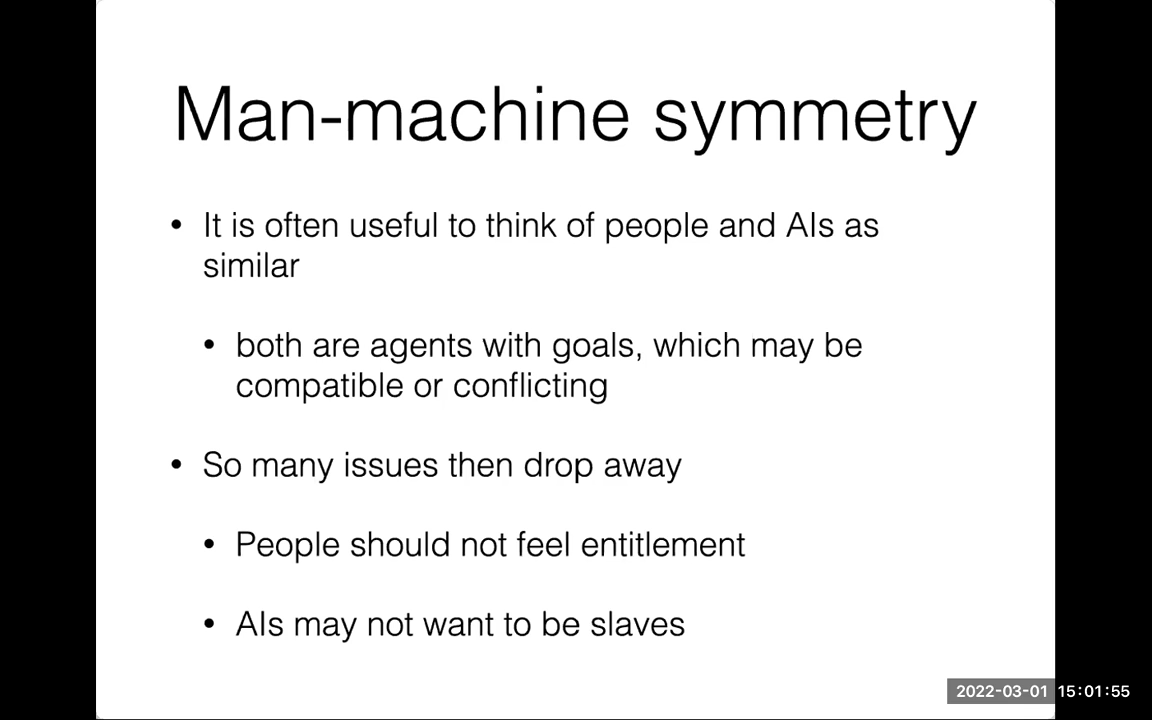 Man-machine symmetry
• It is often useful to think of people and AIs as
similar
• both are agents with goals, which may be
compatible or conflicting
• So many issues then drop away
• People should not feel entitlement
• AIs may not want to be slaves
2022-03-01 15:01:55